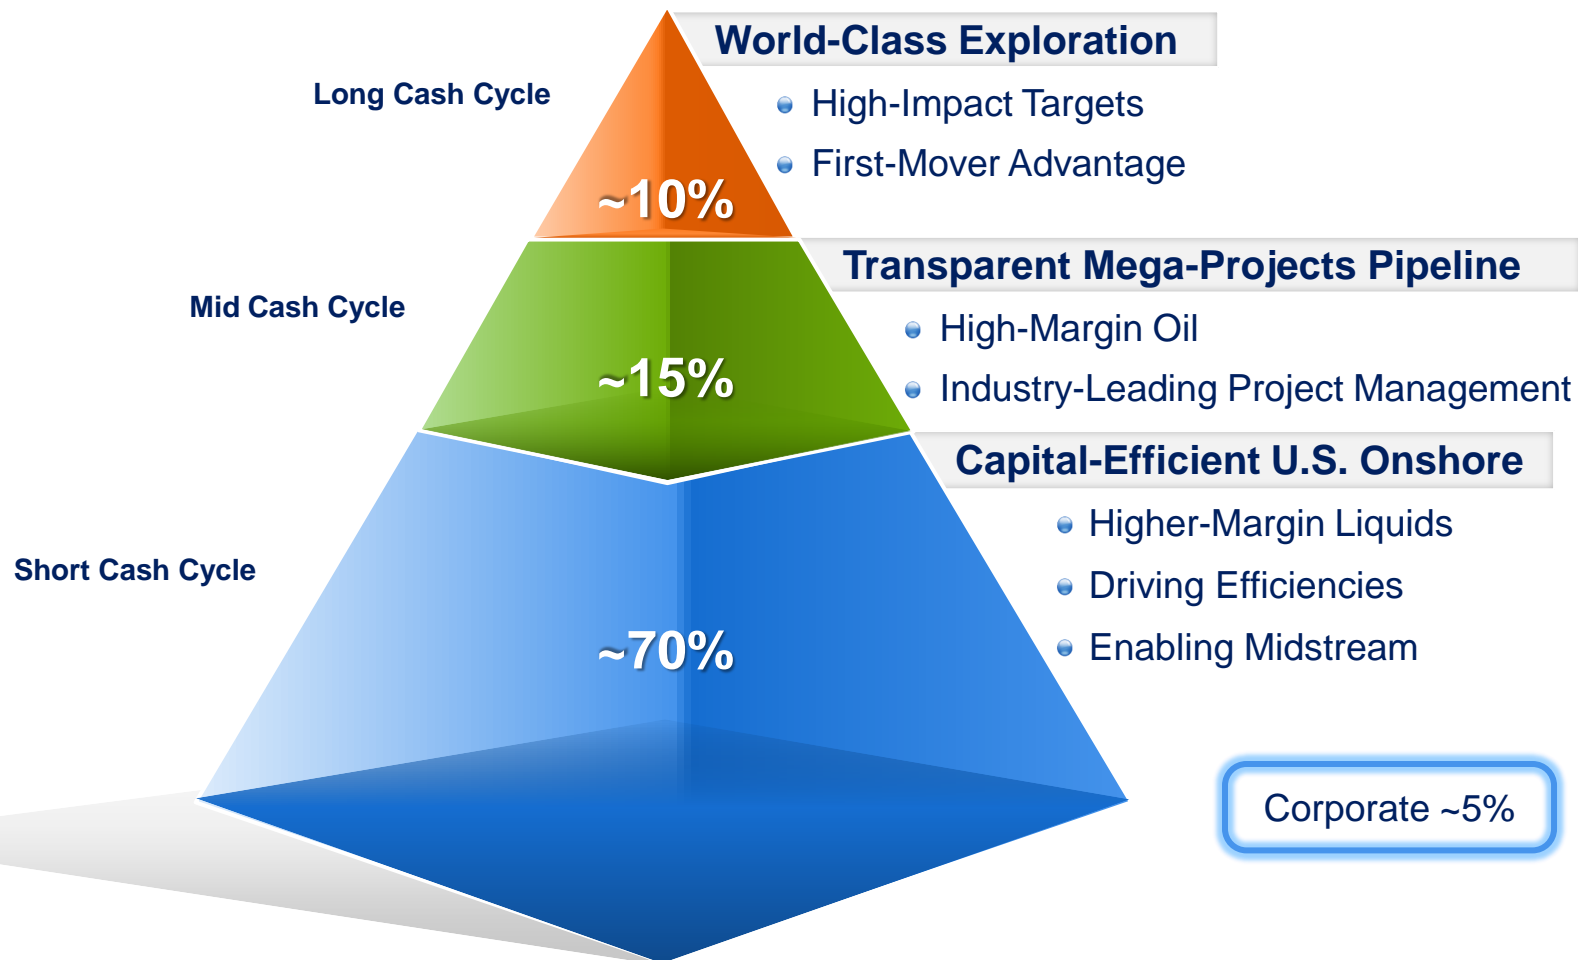 World-Class Exploration
Long Cash Cycle
High-Impact Targets
First-Mover Advantage
~10%
Transparent Mega-Projects Pipeline
Mid Cash Cycle
High-Margin Oil
~15%
Industry-Leading Project Management
Capital-Efficient U.S. Onshore
Higher-Margin Liquids
Short Cash Cycle
Driving Efficiencies
~70%
Enabling Midstream
Corporate ~5%